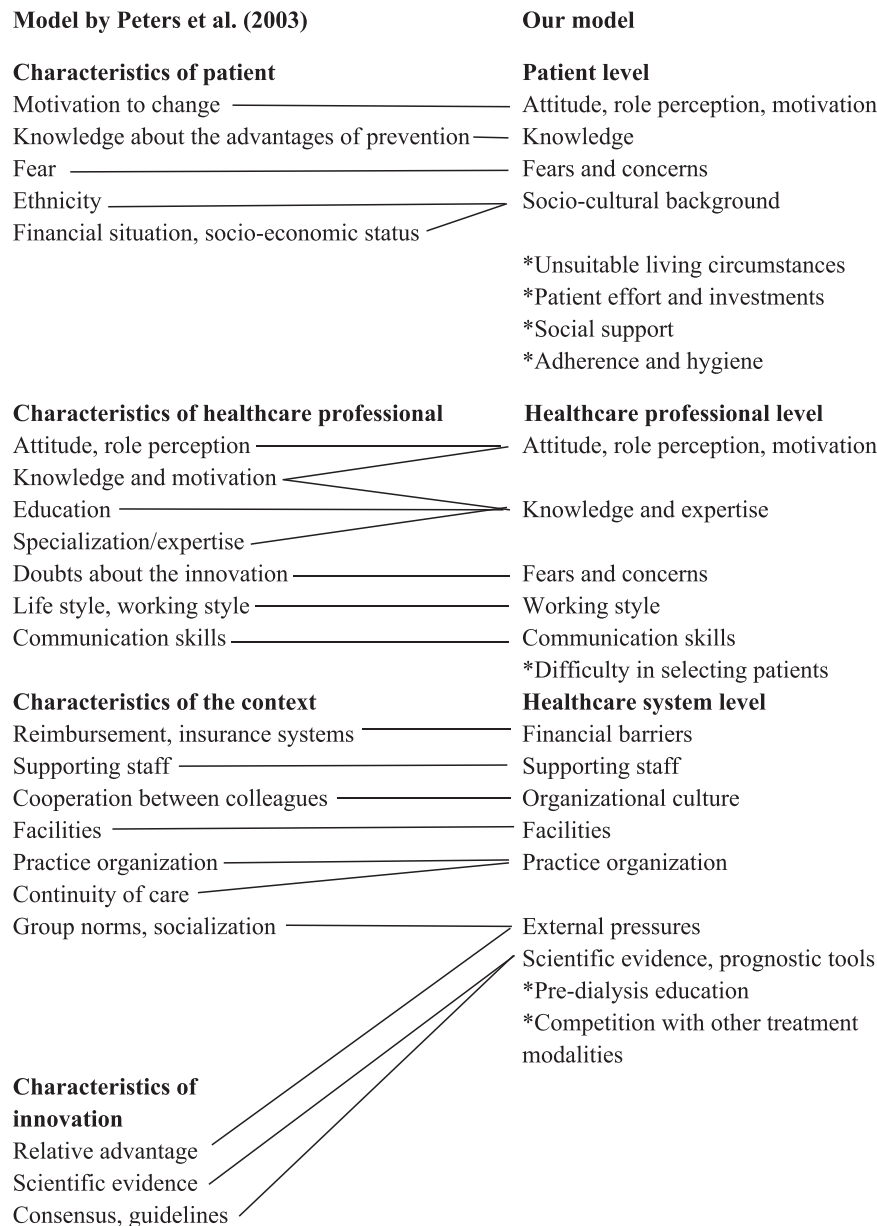 Model by Peters et al. (2003) Our model
Characteristics of patient Patient level
Motivation to change Attitude, role perception, motivation
Knowledge about the advantages of prevention Knowledge
Fear Fears and concerns
Ethnicity Socio-cultural background
Financial situation, socio-economic status
*Unsuitable living circumstances
*Patient effort and investments
*Social support
*Adherence and hygiene
Characteristics of healthcare professional Healthcare professional level
Attitude, role perception Attitude, role perception, motivation
Knowledge and motivation
Education Knowledge and expertise
Specialization/expertise
Doubts about the innovation Fears and concerns
Life style, working style Working style
Communication skills Communication skills
*Difficulty in selecting patients
Characteristics of the context Healthcare system level
Reimbursement, insurance systems Financial barriers
Supporting staff Supporting staff
Cooperation between colleagues Organizational culture
Facilities Facilities
Practice organization Practice organization
Continuity of care
Group norms, socialization External pressures
Scientific evidence, prognostic tools
*Pre-dialysis education
*Competition with other treatment
modalities
Characteristics of
innovation
Relative advantage
Scientific evidence
Consensus, guidelines